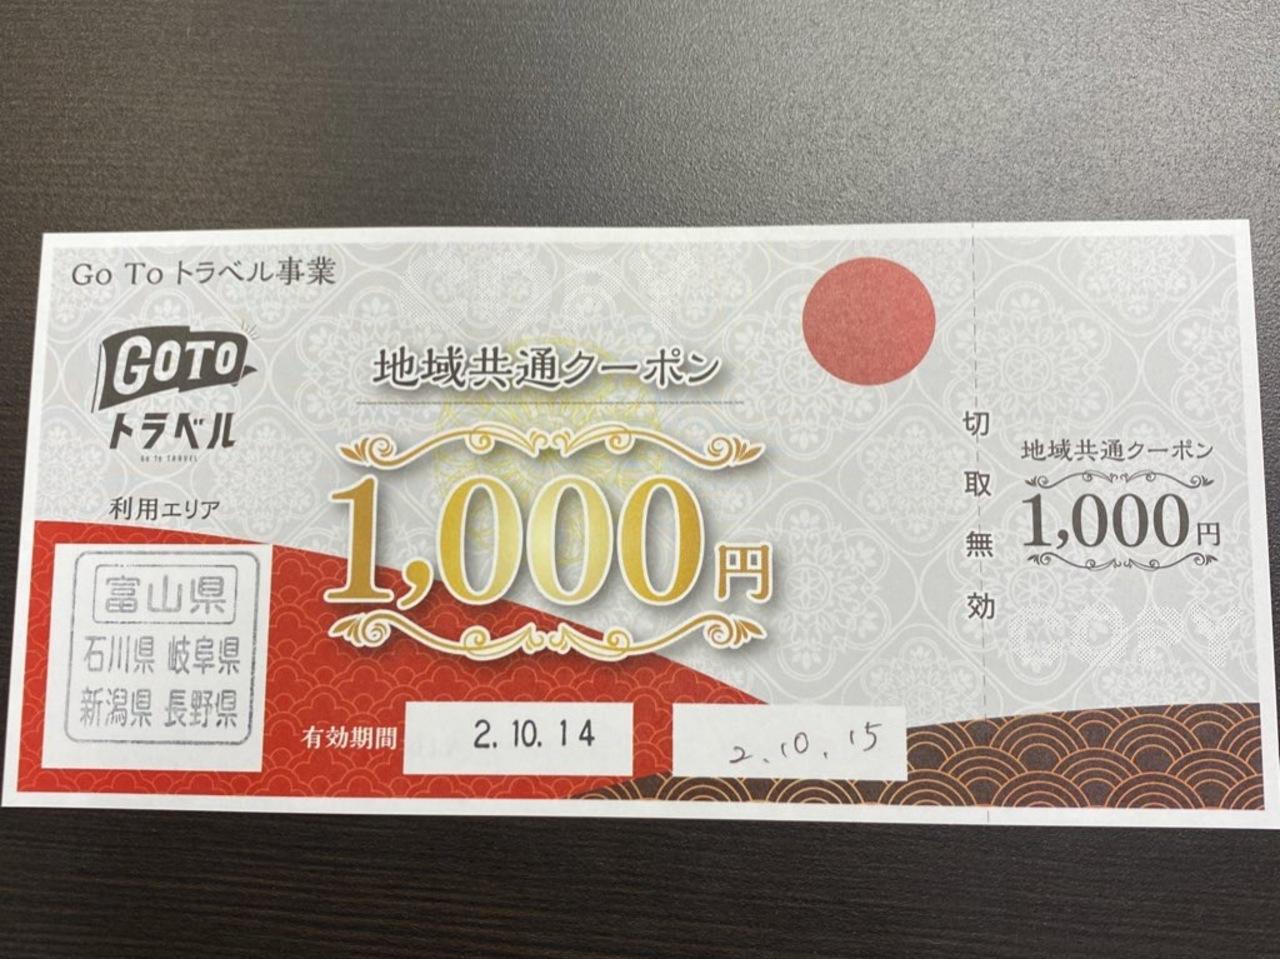 Go To トラベル事業
GOTO
トラベル
Go To TRAVEL
地域共通クーポン
1,000円
利用エリア
富山県
石川県 岐阜県
新潟県 長野県
有効期間 2.10.14 2.10.15
切取無効
地域共通クーポン
1,000円
COPY